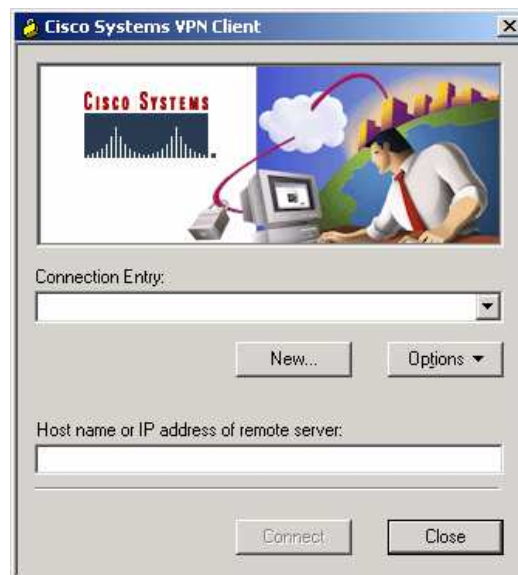 Cisco Systems VPN Client
CISCO SYSTEMS
Connection Entry:
New...
Options
Host name or IP address of remote server:
Connect
Close